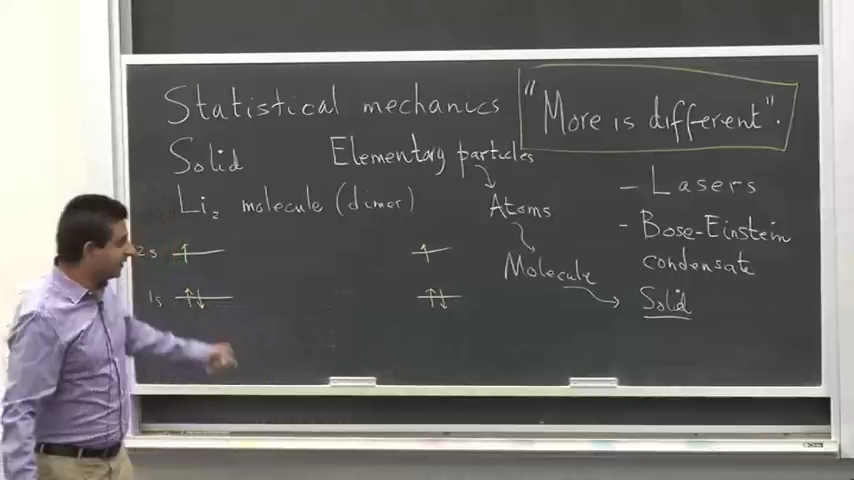 Statistical mechanics
"More is different".
Solid
Elementary particles
Li₂ molecule (dimer)
Atoms
Molecule
- Lasers
- Bose-Einstein
condensate
Solid
2s
1s